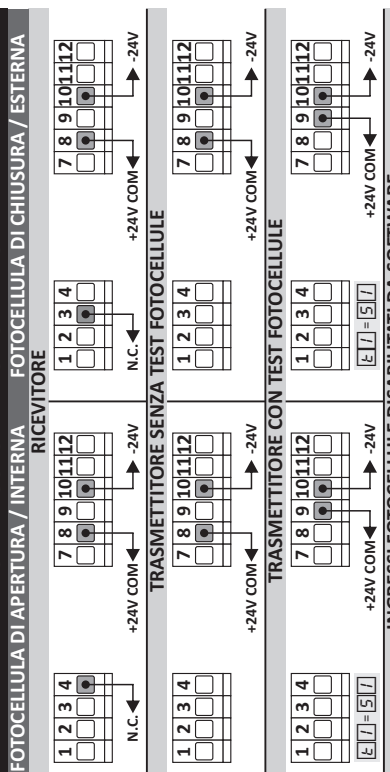 FOTOCELLULA DI APERTURA / INTERNA FOTOCELLULA DI CHIUSURA / ESTERNA
RICEVITORE
1 2 3 4 7 8 9 10 11 12 1 2 3 4 7 8 9 10 11 12
N.C. +24V COM -24V N.C. +24V COM -24V
TRASMETTITORE SENZA TEST FOTOCELLULE
1 2 3 4 7 8 9 10 11 12 1 2 3 4 7 8 9 10 11 12
+24V COM -24V +24V COM -24V
TRASMETTITORE CON TEST FOTOCELLULE
1 2 3 4 7 8 9 10 11 12 1 2 3 4 7 8 9 10 11 12
+24V COM -24V +24V COM -24V
t1 = S1 t1 = S1